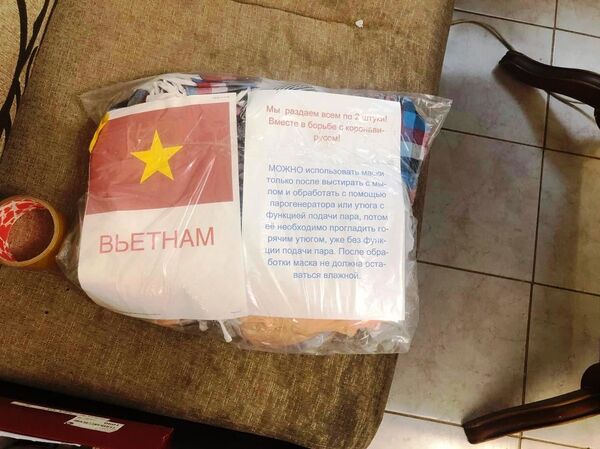 ВЬЕТНАМ
Мы раздаем всем по 2 штуки!
Вместе в борьбе с коронави-
русом!
МОЖНО использовать маски
только после выстирать с мы-
лом и обработать с помощью
парогенератора или утюга с
функцией подачи пара, потом
её необходимо прогладить го-
рячим утюгом, уже без функ-
ции подачи пара. После обра-
ботки маска не должна оста-
ваться влажной.